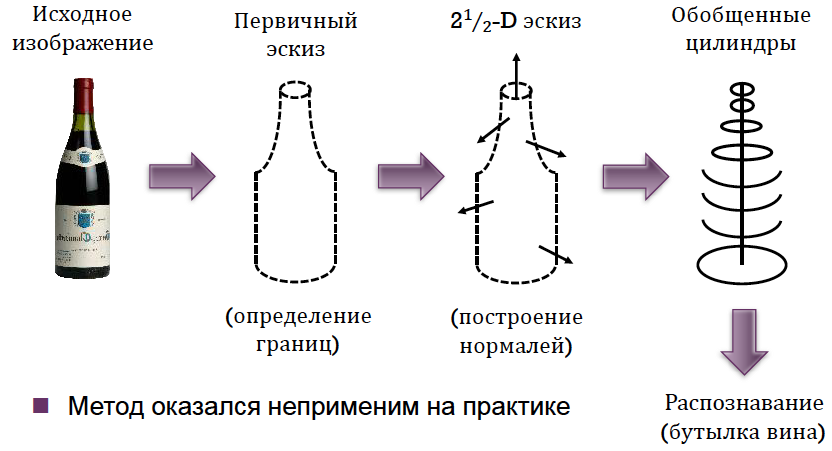 Исходное
изображение
Первичный
эскиз
2¹/₂-D эскиз
Обобщенные
цилиндры
(определение
границ)
(построение
нормалей)
Метод оказался неприменим на практике
Распознавание
(бутылка вина)